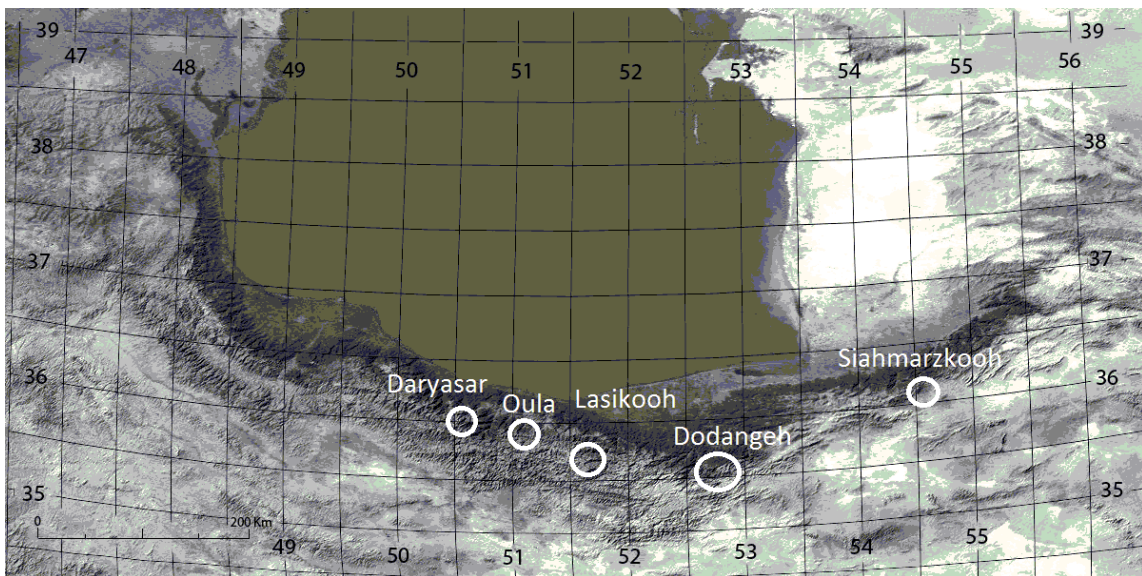 39 39
47 48 49 50 51 52 53 54 55 56
38 38
37 37
36 36
Siahmarzkooh
Daryasar
Oula
Lasikooh
Dodangeh
35 35
0 200 Km
49 50 51 52 53 54 55